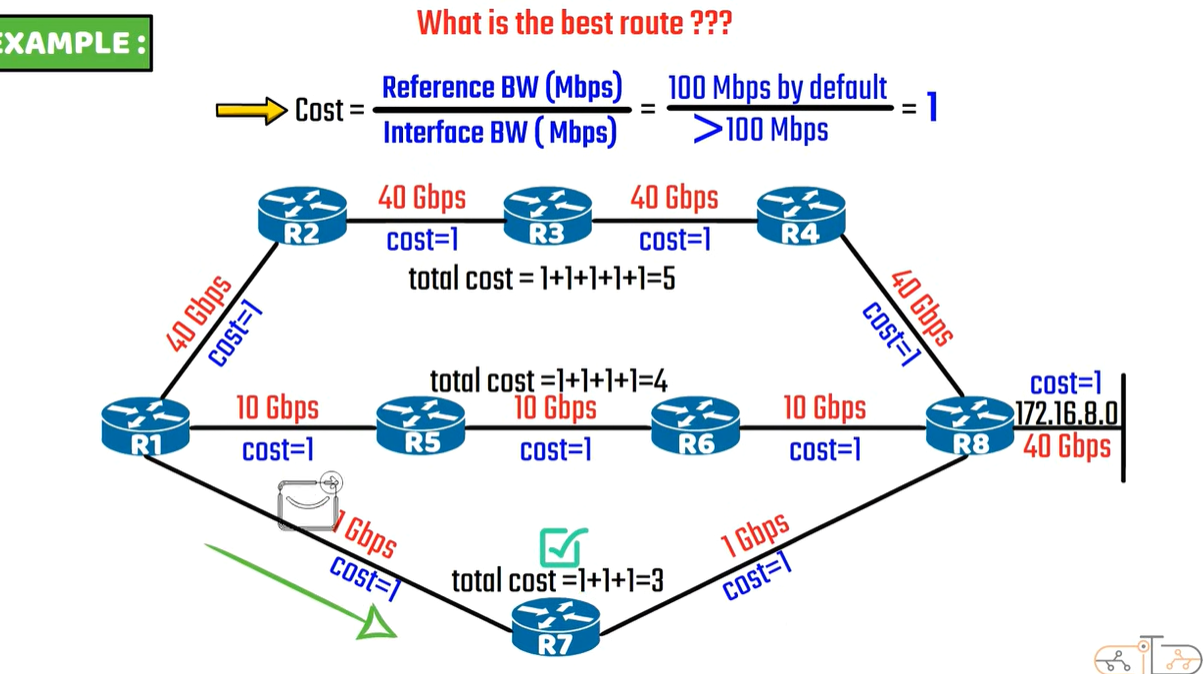 What is the best route ???
EXAMPLE :
Cost = Reference BW (Mbps) / Interface BW ( Mbps) = 100 Mbps by default / >100 Mbps = 1
40 Gbps
40 Gbps
R2
R3
R4
cost=1
cost=1
total cost = 1+1+1+1+1=5
40 Gbps
cost=1
40 Gbps
cost=1
total cost =1+1+1+1=4
cost=1
10 Gbps
10 Gbps
10 Gbps
172.16.8.0
R1
R5
R6
R8
cost=1
cost=1
cost=1
40 Gbps
1 Gbps
cost=1
1 Gbps
cost=1
total cost =1+1+1=3
R7